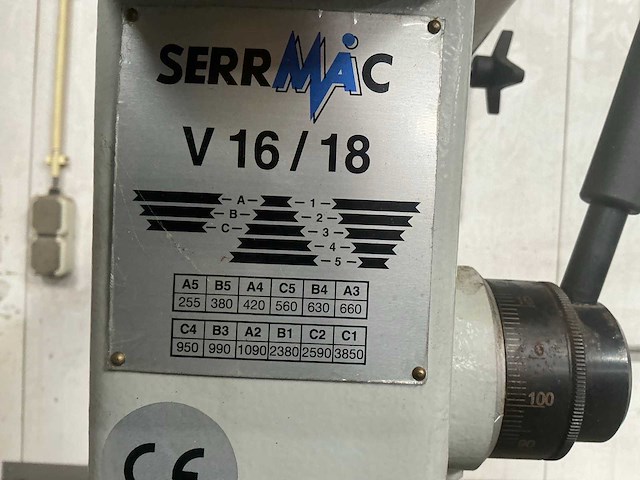 SERRMAC
V 16 / 18
A 1
B 2
C 3
4
5
A5 B5 A4 C5 B4 A3
255 380 420 560 630 660
C4 B3 A2 B1 C2 C1
950 990 1090 2380 2590 3850
0
100
CE